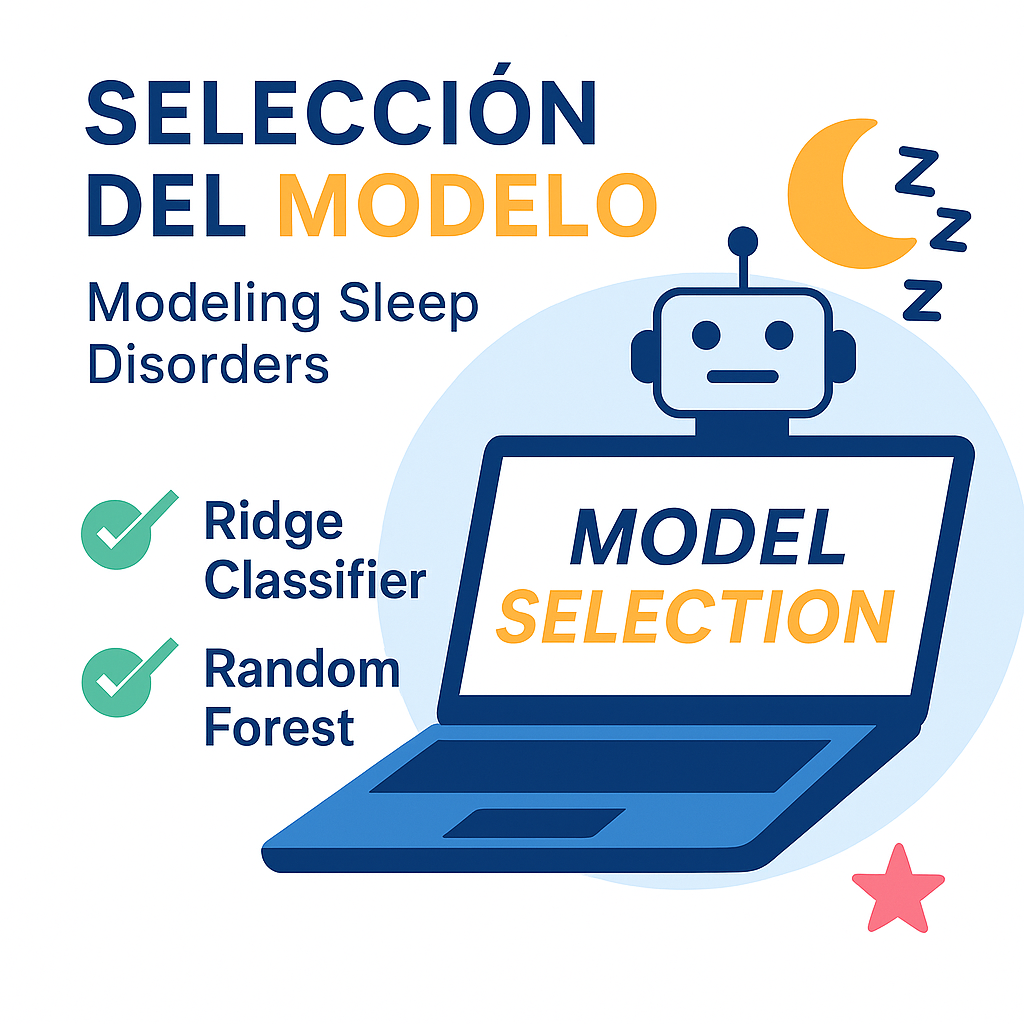 SELECCIÓN
DEL MODELO
Modeling Sleep
Disorders
Z
Z
Z
Ridge
Classifier
Random
Forest
MODEL
SELECTION